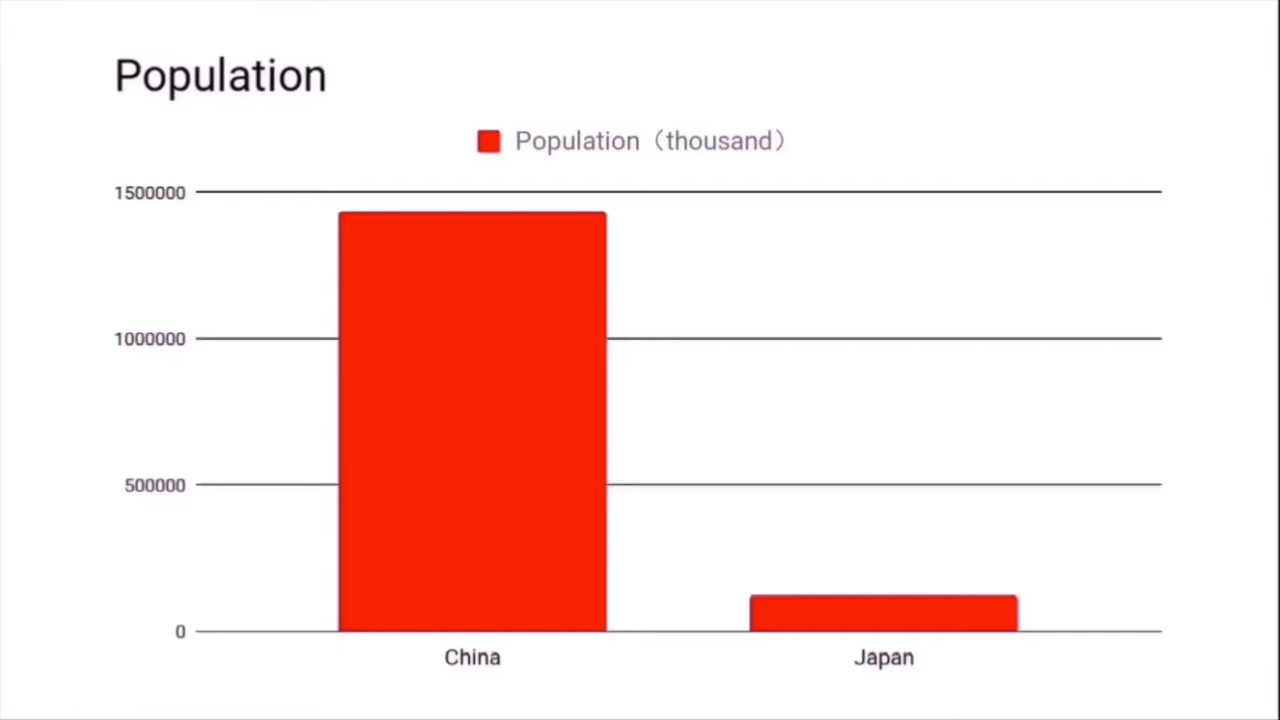 Population
Population（thousand）
1500000
1000000
500000
0
China
Japan